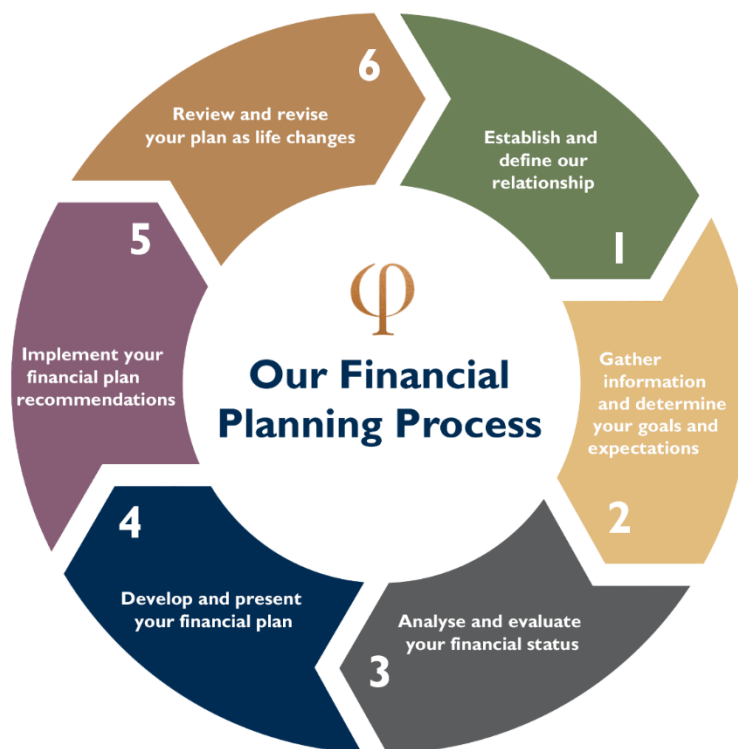 φ
Our Financial
Planning Process
1
Establish and
define our
relationship
2
Gather
information
and determine
your goals and
expectations
3
Analyse and evaluate
your financial status
4
Develop and present
your financial plan
5
Implement your
financial plan
recommendations
6
Review and revise
your plan as life changes